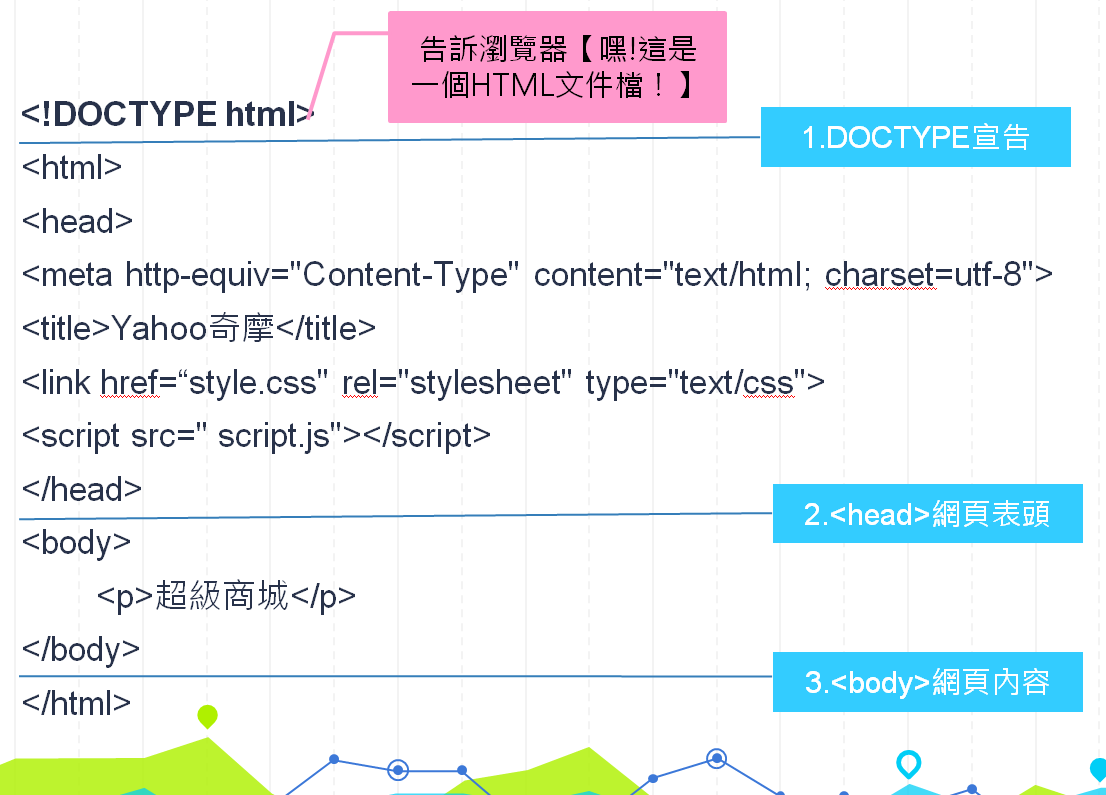 告訴瀏覽器【嘿!這是
一個HTML文件檔！】
<!DOCTYPE html>
1.DOCTYPE宣告
<html>
<head>
<meta http-equiv="Content-Type" content="text/html; charset=utf-8">
<title>Yahoo奇摩</title>
<link href=“style.css" rel="stylesheet" type="text/css">
<script src=" script.js"></script>
</head>
2.<head>網頁表頭
<body>
<p>超級商城</p>
</body>
3.<body>網頁內容
</html>